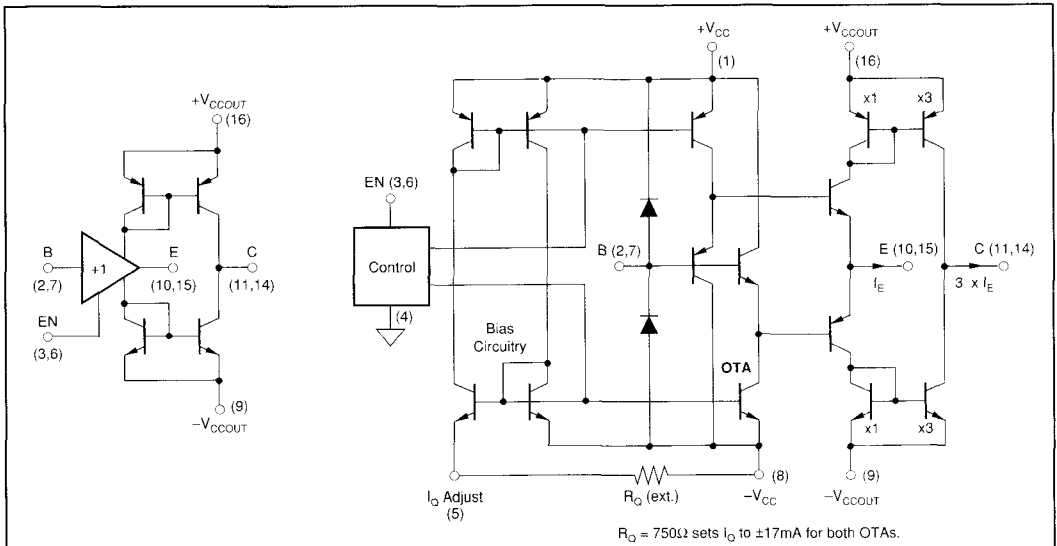 +V_CCOUT
(16)
B
(2,7)
+1
E
(10,15)
C
(11,14)
EN
(3,6)
(9)
−V_CCOUT
+V_CC
(1)
+V_CCOUT
(16)
x1
x3
EN (3,6)
Control
(4)
B (2,7)
E (10,15)
C (11,14)
I_E
3 x I_E
Bias
Circuitry
OTA
x1
x3
I_Q Adjust
(5)
R_Q (ext.)
(8)
−V_CC
(9)
−V_CCOUT
R_Q = 750Ω sets I_Q to ±17mA for both OTAs.